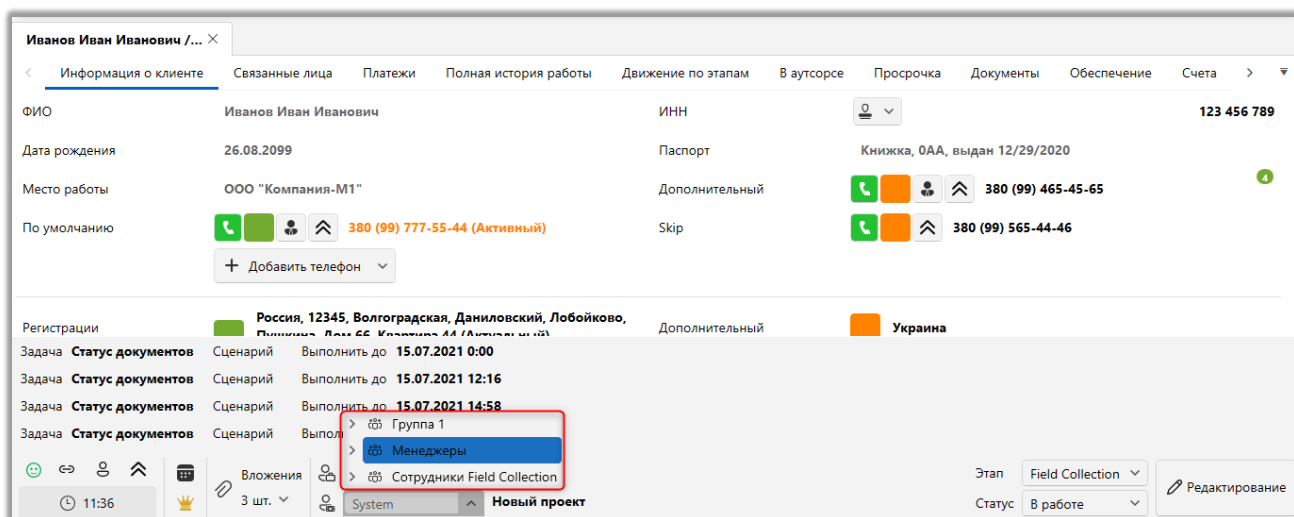 Иванов Иван Иванович /...
Информация о клиенте Связанные лица Платежи Полная история работы Движение по этапам В аутсорсе Просрочка Документы Обеспечение Счета
ФИО Иванов Иван Иванович ИНН 123 456 789
Дата рождения 26.08.2099 Паспорт Книжка, 0АА, выдан 12/29/2020
Место работы ООО "Компания-М1" Дополнительный 380 (99) 465-45-65 4
По умолчанию 380 (99) 777-55-44 (Активный) Skip 380 (99) 565-44-46
+ Добавить телефон
Россия, 12345, Волгоградская, Даниловский, Лобойково,
Регистрации Пушкина, Дом 66, Квартира 44 (Актуальный) Дополнительный Украина
Задача Статус документов Сценарий Выполнить до 15.07.2021 0:00
Задача Статус документов Сценарий Выполнить до 15.07.2021 12:16
Задача Статус документов Сценарий Выполнить до 15.07.2021 14:58
Группа 1
Задача Статус документов Сценарий
Менеджеры
Вложения Сотрудники Field Collection Этап Field Collection
Редактирование
11:36 3 шт. System Новый проект Статус В работе